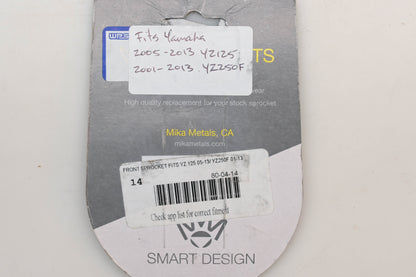 Fits Yamaha
2005-2013 YZ125
2001-2013 YZ250F
TS
wear
High quality replacement for your stock sprocket
Mika Metals, CA
mikametals.com
FRONT SPROCKET FITS YZ 125 05-13/ YZ250F 01-13
14
80-04-14
Check app list for correct fitment
SMART DESIGN